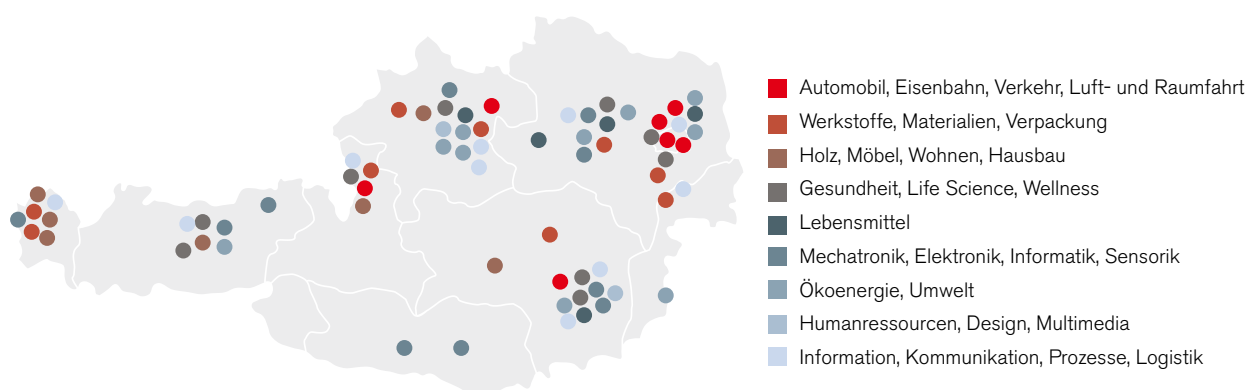 Automobil, Eisenbahn, Verkehr, Luft- und Raumfahrt
Werkstoffe, Materialien, Verpackung
Holz, Möbel, Wohnen, Hausbau
Gesundheit, Life Science, Wellness
Lebensmittel
Mechatronik, Elektronik, Informatik, Sensorik
Ökoenergie, Umwelt
Humanressourcen, Design, Multimedia
Information, Kommunikation, Prozesse, Logistik